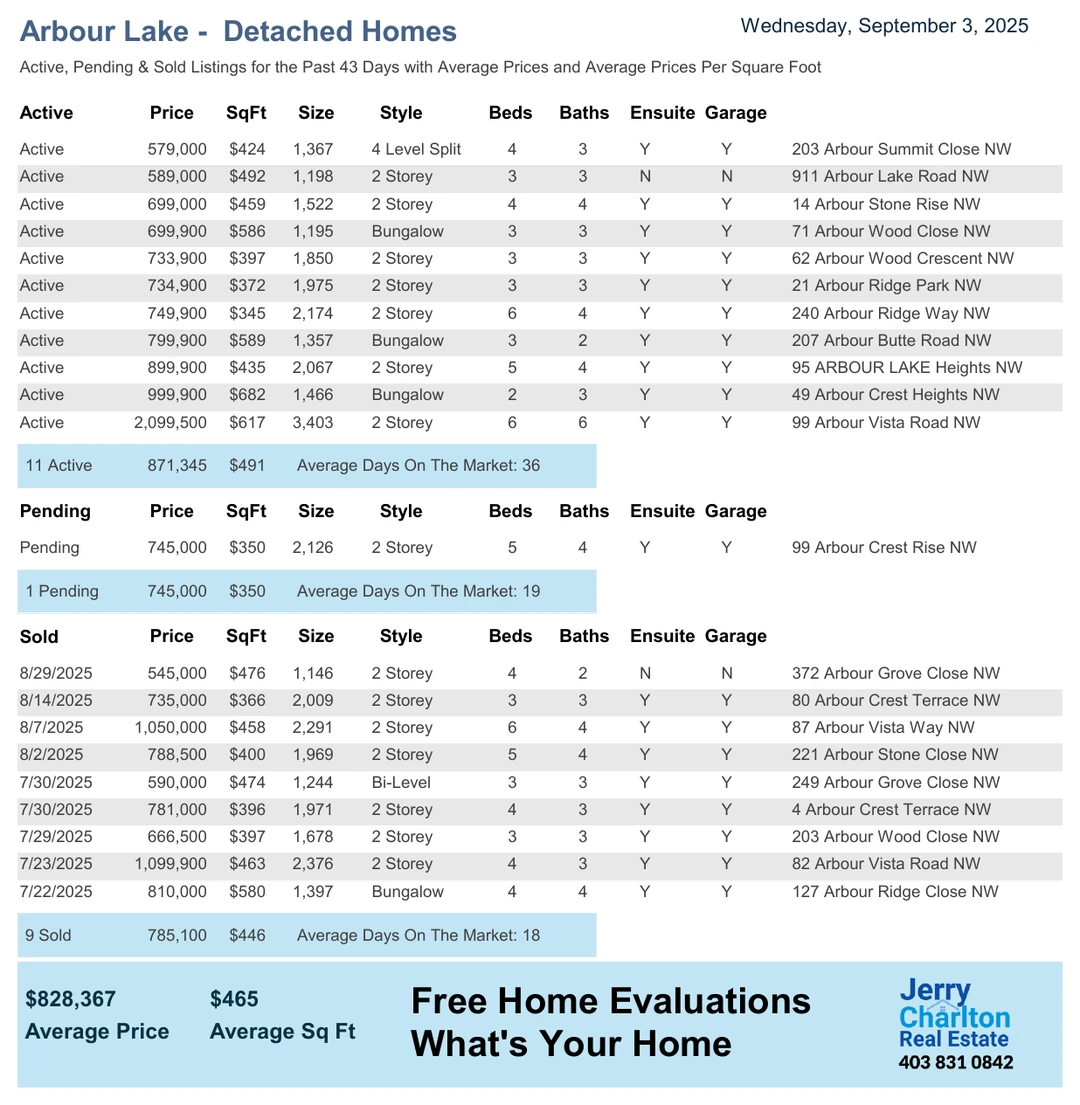 Arbour Lake - Detached Homes
Wednesday, September 3, 2025
Active, Pending & Sold Listings for the Past 43 Days with Average Prices and Average Prices Per Square Foot
Active Price SqFt Size Style Beds Baths Ensuite Garage
Active 579,000 $424 1,367 4 Level Split 4 3 Y Y 203 Arbour Summit Close NW
Active 589,000 $492 1,198 2 Storey 3 3 N N 911 Arbour Lake Road NW
Active 699,000 $459 1,522 2 Storey 4 4 Y Y 14 Arbour Stone Rise NW
Active 699,900 $586 1,195 Bungalow 3 3 Y Y 71 Arbour Wood Close NW
Active 733,900 $397 1,850 2 Storey 3 3 Y Y 62 Arbour Wood Crescent NW
Active 734,900 $372 1,975 2 Storey 3 3 Y Y 21 Arbour Ridge Park NW
Active 749,900 $345 2,174 2 Storey 6 4 Y Y 240 Arbour Ridge Way NW
Active 799,900 $589 1,357 Bungalow 3 2 Y Y 207 Arbour Butte Road NW
Active 899,900 $435 2,067 2 Storey 5 4 Y Y 95 ARBOUR LAKE Heights NW
Active 999,900 $682 1,466 Bungalow 2 3 Y Y 49 Arbour Crest Heights NW
Active 2,099,500 $617 3,403 2 Storey 6 6 Y Y 99 Arbour Vista Road NW
11 Active 871,345 $491 Average Days On The Market: 36
Pending Price SqFt Size Style Beds Baths Ensuite Garage
Pending 745,000 $350 2,126 2 Storey 5 4 Y Y 99 Arbour Crest Rise NW
1 Pending 745,000 $350 Average Days On The Market: 19
Sold Price SqFt Size Style Beds Baths Ensuite Garage
8/29/2025 545,000 $476 1,146 2 Storey 4 2 N N 372 Arbour Grove Close NW
8/14/2025 735,000 $366 2,009 2 Storey 3 3 Y Y 80 Arbour Crest Terrace NW
8/7/2025 1,050,000 $458 2,291 2 Storey 6 4 Y Y 87 Arbour Vista Way NW
8/2/2025 788,500 $400 1,969 2 Storey 5 4 Y Y 221 Arbour Stone Close NW
7/30/2025 590,000 $474 1,244 Bi-Level 3 3 Y Y 249 Arbour Grove Close NW
7/30/2025 781,000 $396 1,971 2 Storey 4 3 Y Y 4 Arbour Crest Terrace NW
7/29/2025 666,500 $397 1,678 2 Storey 3 3 Y Y 203 Arbour Wood Close NW
7/23/2025 1,099,900 $463 2,376 2 Storey 4 3 Y Y 82 Arbour Vista Road NW
7/22/2025 810,000 $580 1,397 Bungalow 4 4 Y Y 127 Arbour Ridge Close NW
9 Sold 785,100 $446 Average Days On The Market: 18
$828,367 $465
Average Price Average Sq Ft
Free Home Evaluations
What's Your Home
Jerry
Charlton
Real Estate
403 831 0842